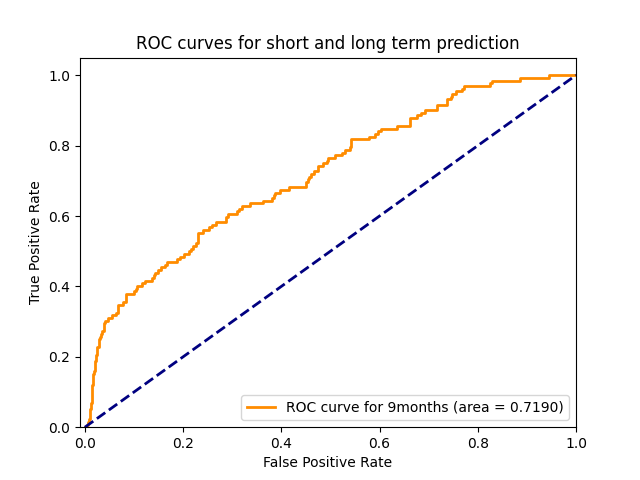 ROC curves for short and long term prediction
1.0
0.8
0.6
0.4
0.2
0.0
True Positive Rate
ROC curve for 9months (area = 0.7190)
0.0 0.2 0.4 0.6 0.8 1.0
False Positive Rate